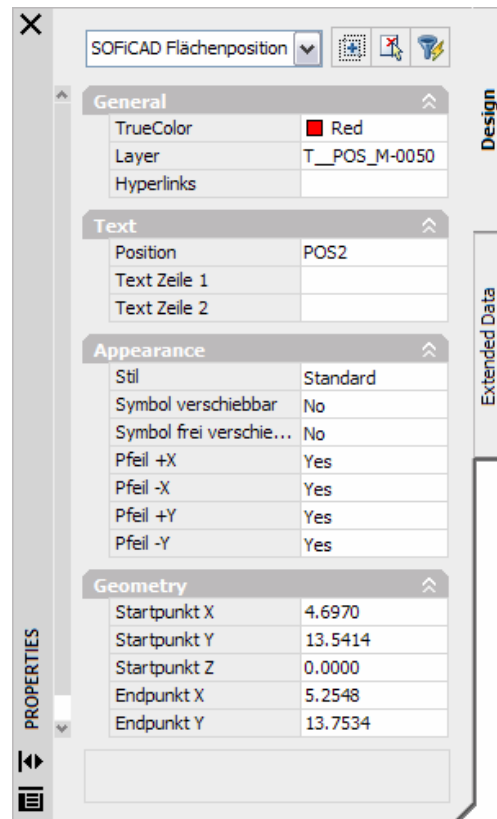 SOFiCAD Flächenposition
General
TrueColor Red
Layer T__POS_M-0050
Hyperlinks
Text
Position POS2
Text Zeile 1
Text Zeile 2
Appearance
Stil Standard
Symbol verschiebbar No
Symbol frei verschie... No
Pfeil +X Yes
Pfeil -X Yes
Pfeil +Y Yes
Pfeil -Y Yes
Geometry
Startpunkt X 4.6970
Startpunkt Y 13.5414
Startpunkt Z 0.0000
Endpunkt X 5.2548
Endpunkt Y 13.7534
PROPERTIES
Design
Extended Data